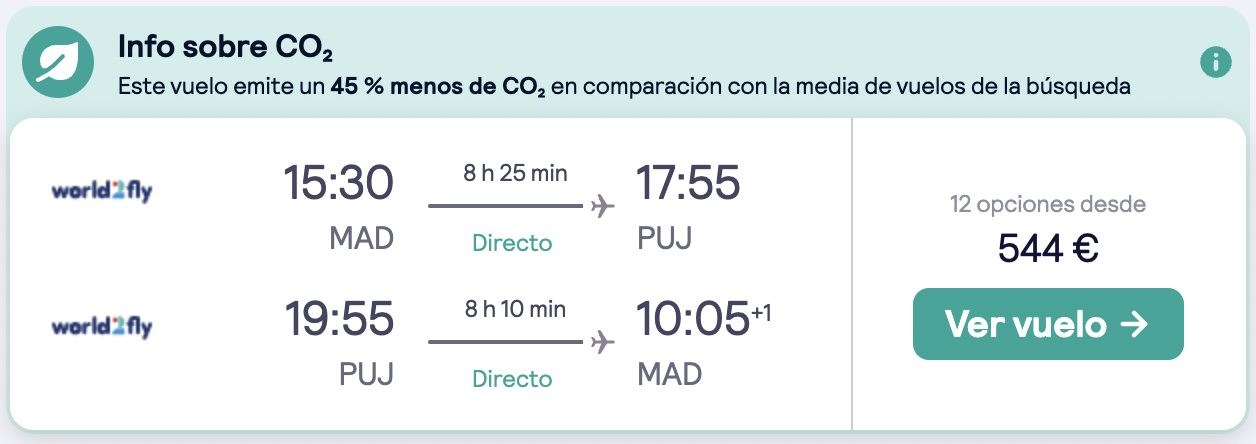 Info sobre CO₂
Este vuelo emite un 45 % menos de CO₂ en comparación con la media de vuelos de la búsqueda
world2fly
15:30
8 h 25 min
17:55
MAD
Directo
PUJ
world2fly
19:55
8 h 10 min
10:05+1
PUJ
Directo
MAD
12 opciones desde
544 €
Ver vuelo →